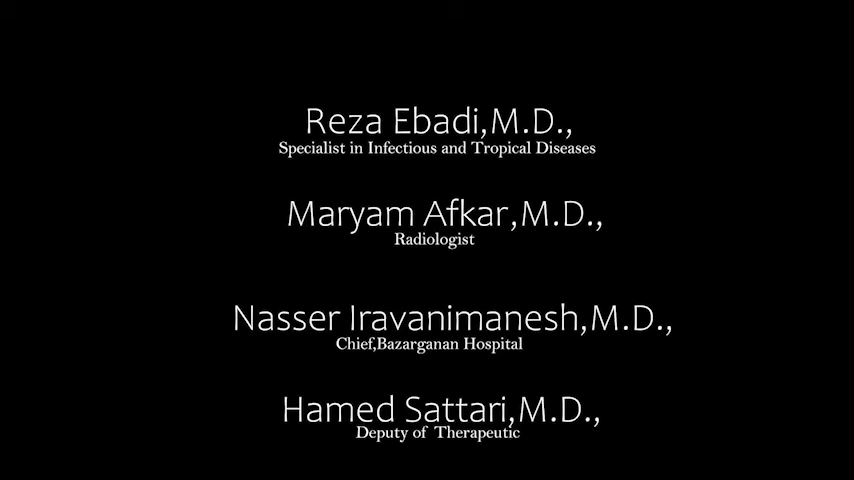 Reza Ebadi,M.D.,
Specialist in Infectious and Tropical Diseases
Maryam Afkar,M.D.,
Radiologist
Nasser Iravanimanesh,M.D.,
Chief,Bazarganan Hospital
Hamed Sattari,M.D.,
Deputy of Therapeutic